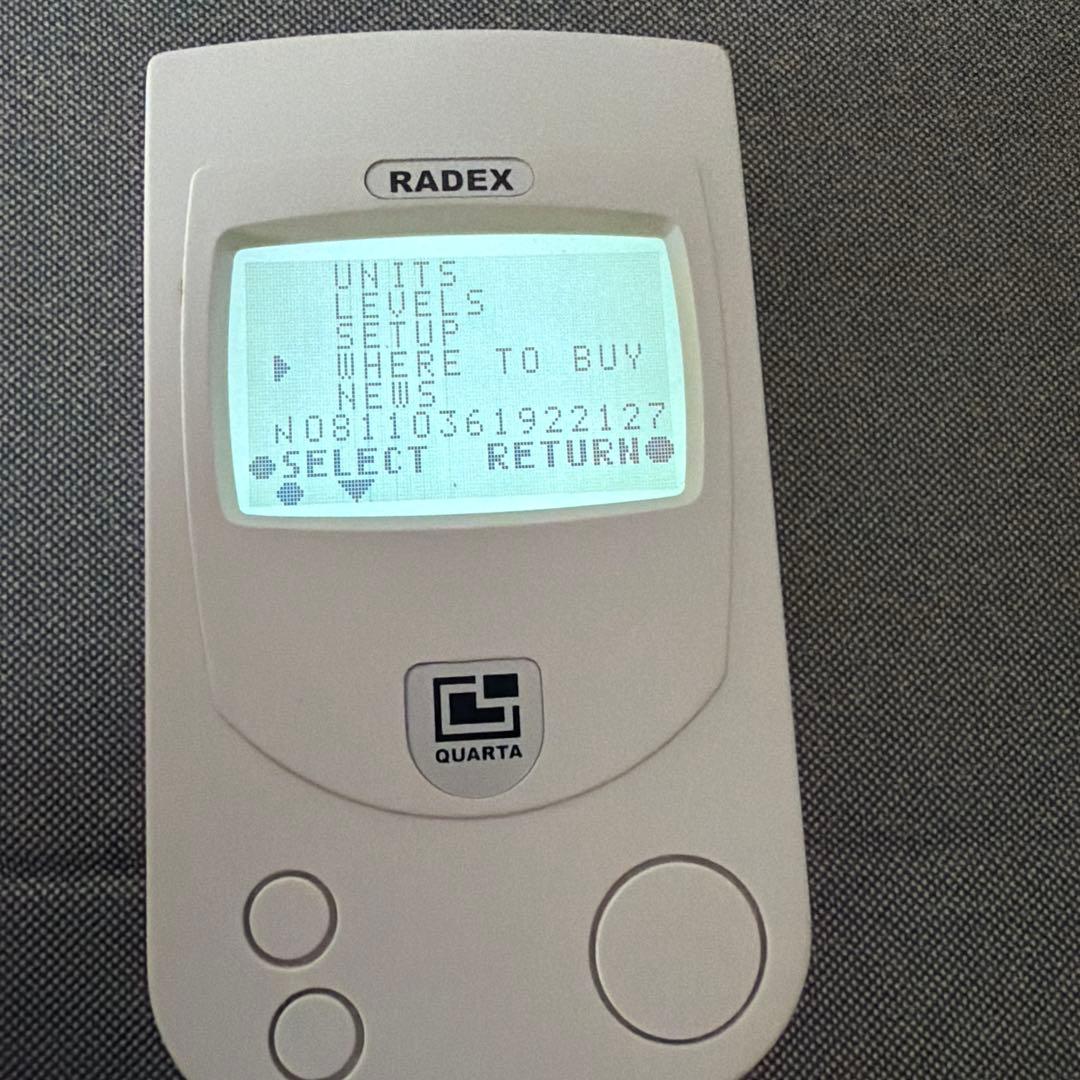 RADEX
UNITS
LEVELS
SETUP
WHERE TO BUY
NEWS
N08110361922127
SELECT RETURN
QUARTA